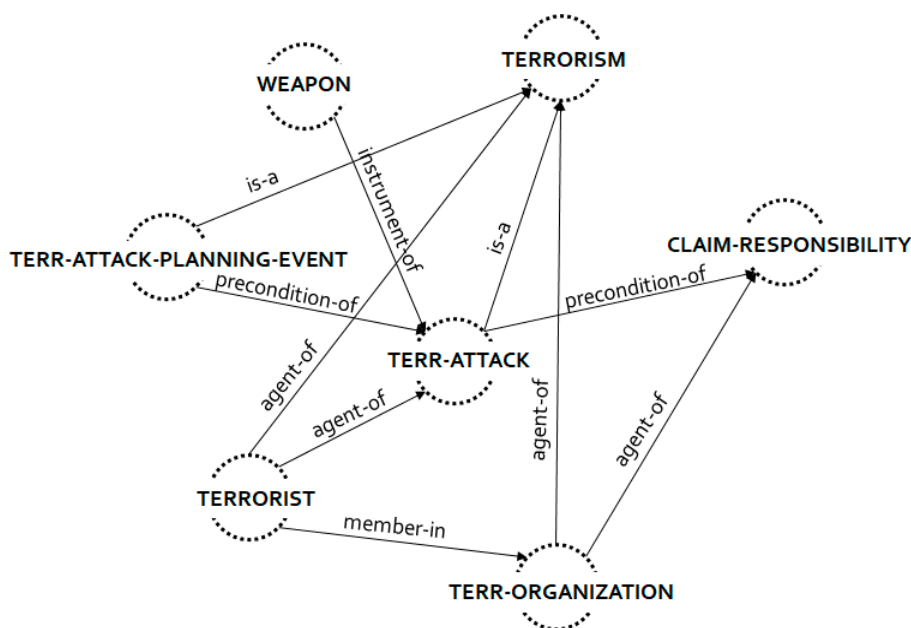 TERRORISM
WEAPON
instrument-of
is-a
is-a
CLAIM-RESPONSIBILITY
TERR-ATTACK-PLANNING-EVENT
precondition-of
precondition-of
TERR-ATTACK
agent-of
agent-of
agent-of
agent-of
TERRORIST
member-in
TERR-ORGANIZATION